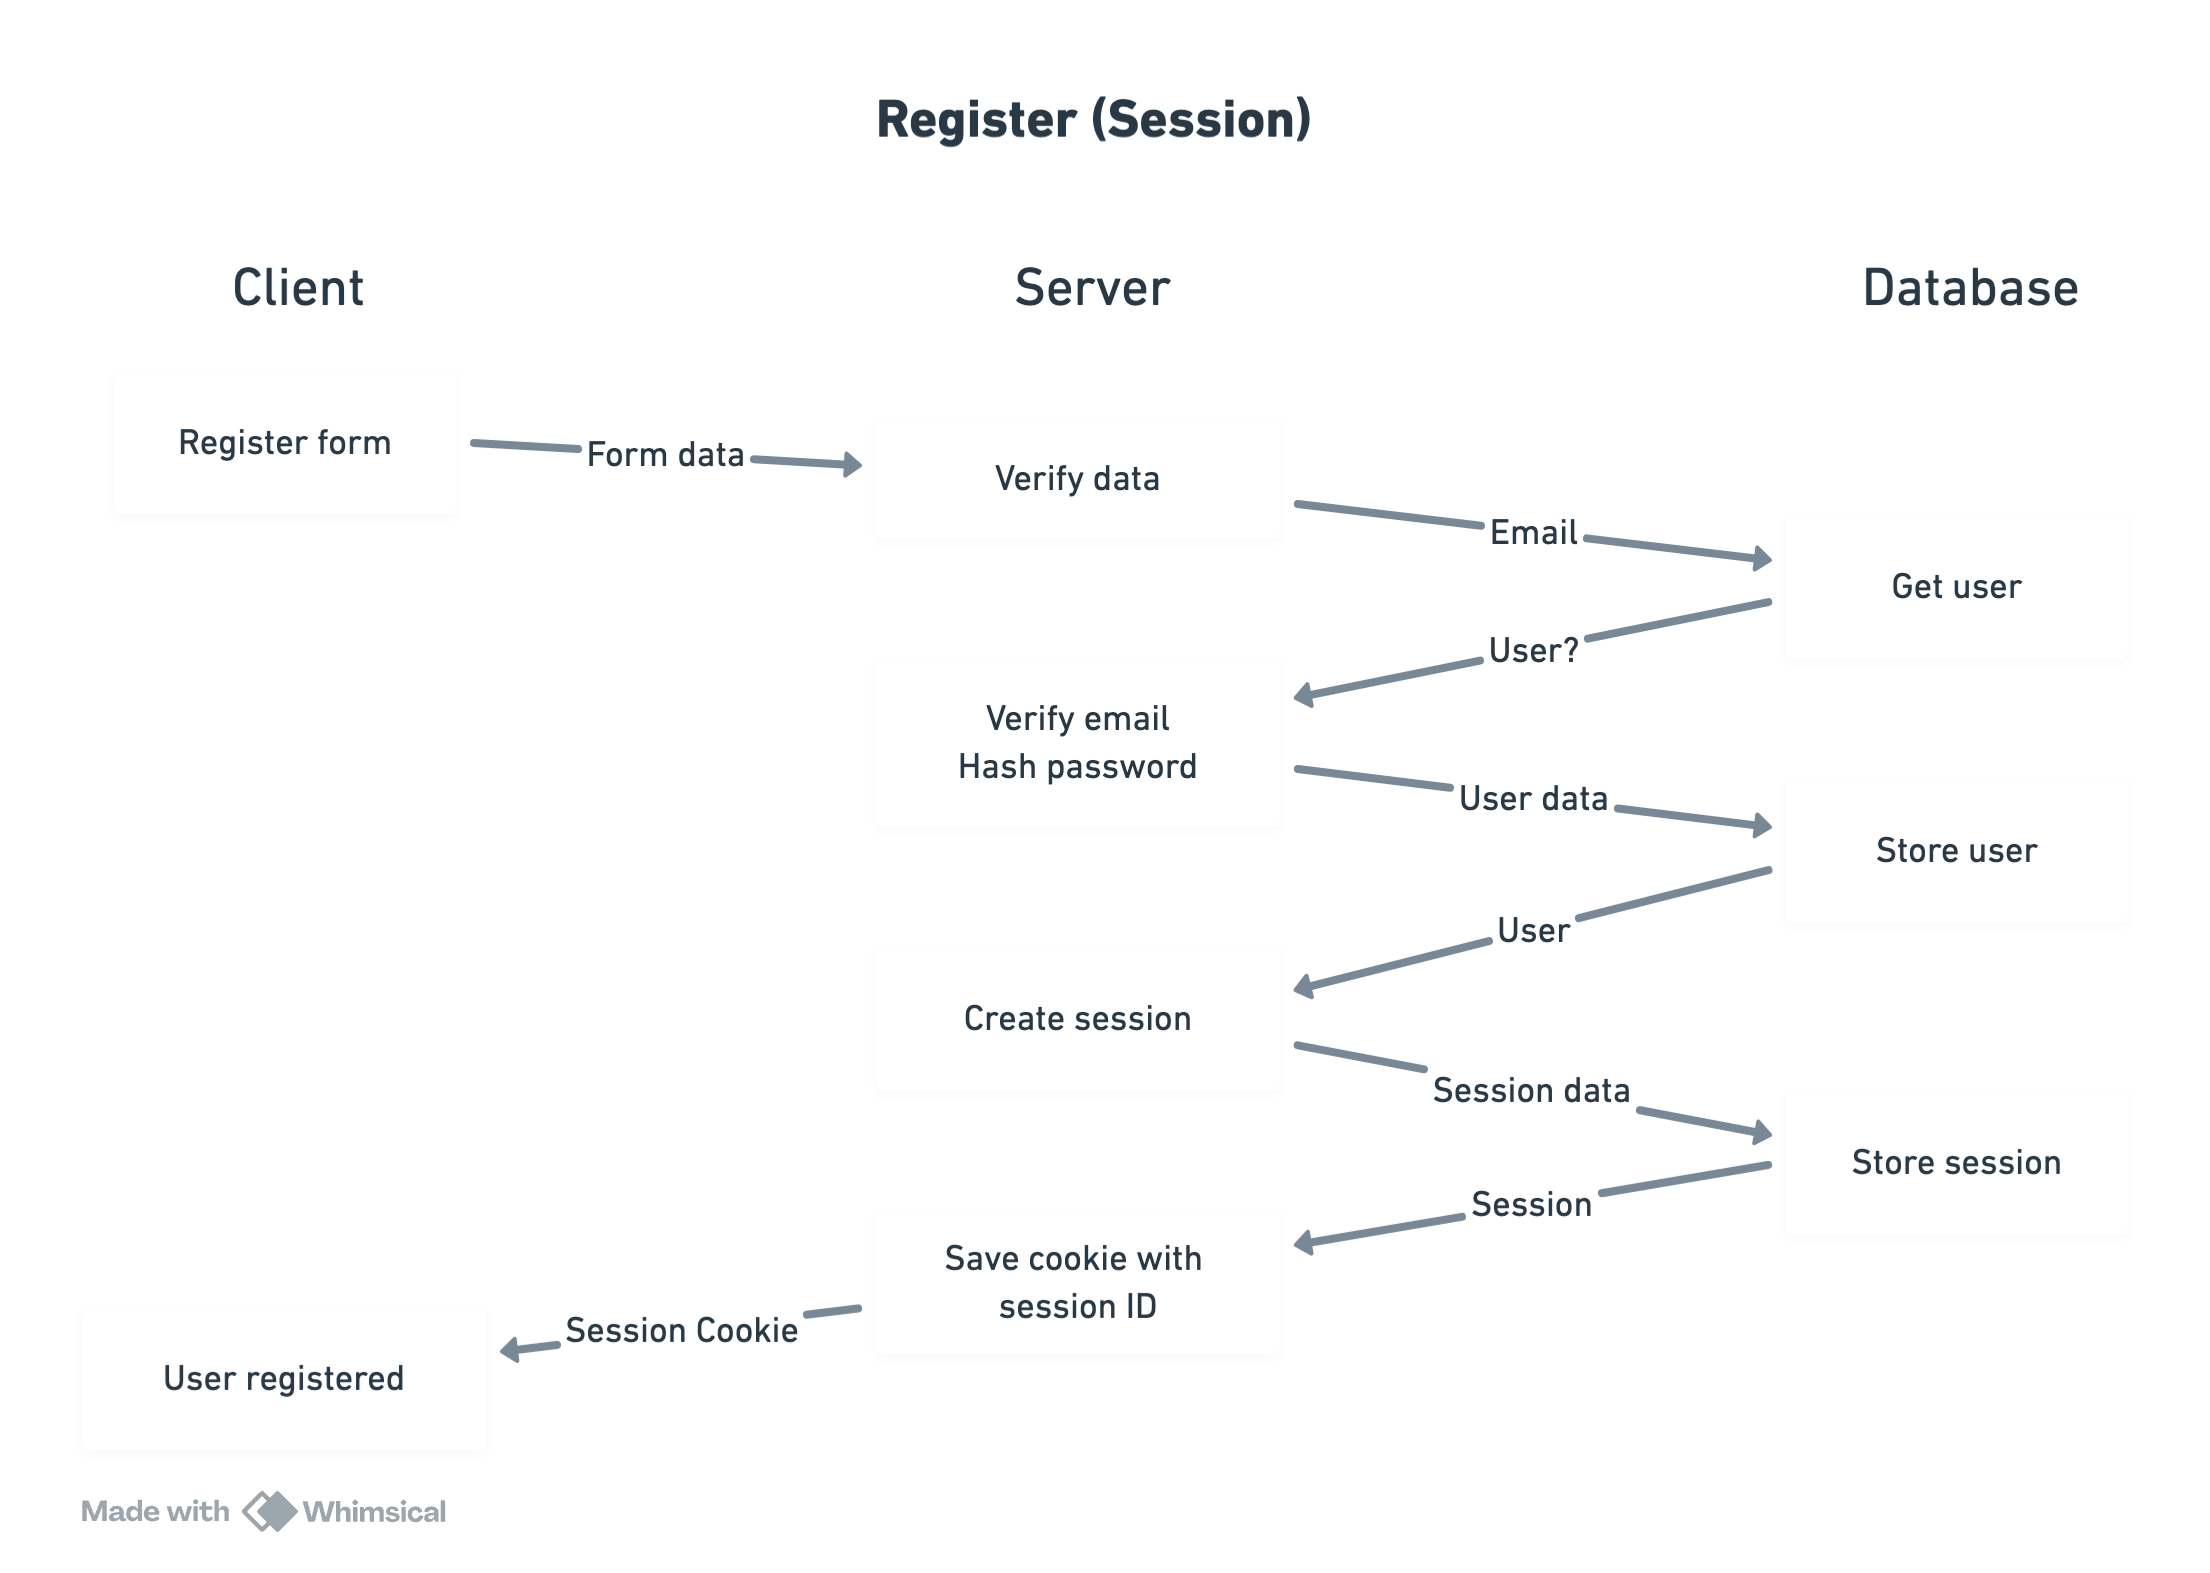 Register (Session)
Client
Server
Database
Register form
Form data
Verify data
Email
Get user
User?
Verify email
Hash password
User data
Store user
User
Create session
Session data
Store session
Session
Save cookie with
session ID
Session Cookie
User registered
Made with Whimsical